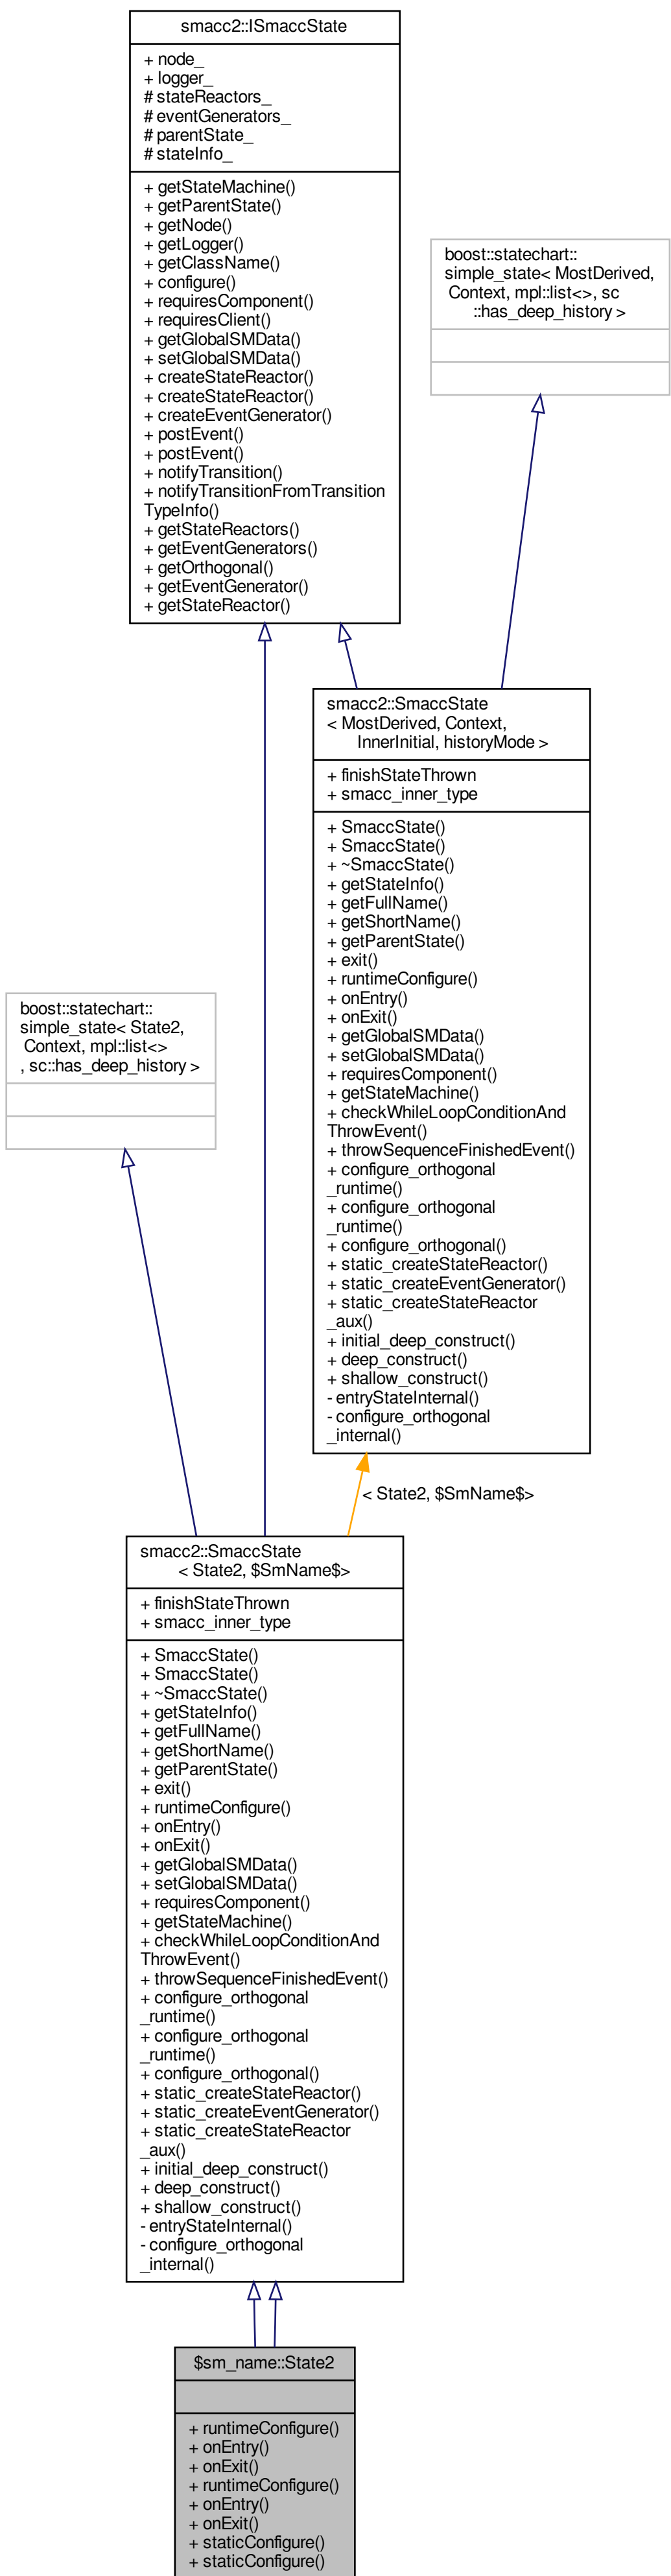 smacc2::ISmaccState
+ node_
+ logger_
# stateReactors_
# eventGenerators_
# parentState_
# stateInfo_
+ getStateMachine()
+ getParentState()
+ getNode()
+ getLogger()
+ getClassName()
+ configure()
+ requiresComponent()
+ requiresClient()
+ getGlobalSMData()
+ setGlobalSMData()
+ createStateReactor()
+ createStateReactor()
+ createEventGenerator()
+ postEvent()
+ postEvent()
+ notifyTransition()
+ notifyTransitionFromTransition
TypeInfo()
+ getStateReactors()
+ getEventGenerators()
+ getOrthogonal()
+ getEventGenerator()
+ getStateReactor()
boost::statechart::
simple_state< MostDerived,
Context, mpl::list<>, sc
::has_deep_history >
smacc2::SmaccState
< MostDerived, Context,
InnerInitial, historyMode >
+ finishStateThrown
+ smacc_inner_type
+ SmaccState()
+ SmaccState()
+ ~SmaccState()
+ getStateInfo()
+ getFullName()
+ getShortName()
+ getParentState()
+ exit()
+ runtimeConfigure()
+ onEntry()
+ onExit()
+ getGlobalSMData()
+ setGlobalSMData()
+ requiresComponent()
+ getStateMachine()
+ checkWhileLoopConditionAnd
ThrowEvent()
+ throwSequenceFinishedEvent()
+ configure_orthogonal
_runtime()
+ configure_orthogonal
_runtime()
+ configure_orthogonal()
+ static_createStateReactor()
+ static_createEventGenerator()
+ static_createStateReactor
_aux()
+ initial_deep_construct()
+ deep_construct()
+ shallow_construct()
- entryStateInternal()
- configure_orthogonal
_internal()
boost::statechart::
simple_state< State2,
Context, mpl::list<>
, sc::has_deep_history >
< State2, $SmName$>
smacc2::SmaccState
< State2, $SmName$>
+ finishStateThrown
+ smacc_inner_type
+ SmaccState()
+ SmaccState()
+ ~SmaccState()
+ getStateInfo()
+ getFullName()
+ getShortName()
+ getParentState()
+ exit()
+ runtimeConfigure()
+ onEntry()
+ onExit()
+ getGlobalSMData()
+ setGlobalSMData()
+ requiresComponent()
+ getStateMachine()
+ checkWhileLoopConditionAnd
ThrowEvent()
+ throwSequenceFinishedEvent()
+ configure_orthogonal
_runtime()
+ configure_orthogonal
_runtime()
+ configure_orthogonal()
+ static_createStateReactor()
+ static_createEventGenerator()
+ static_createStateReactor
_aux()
+ initial_deep_construct()
+ deep_construct()
+ shallow_construct()
- entryStateInternal()
- configure_orthogonal
_internal()
$sm_name::State2
+ runtimeConfigure()
+ onEntry()
+ onExit()
+ runtimeConfigure()
+ onEntry()
+ onExit()
+ staticConfigure()
+ staticConfigure()